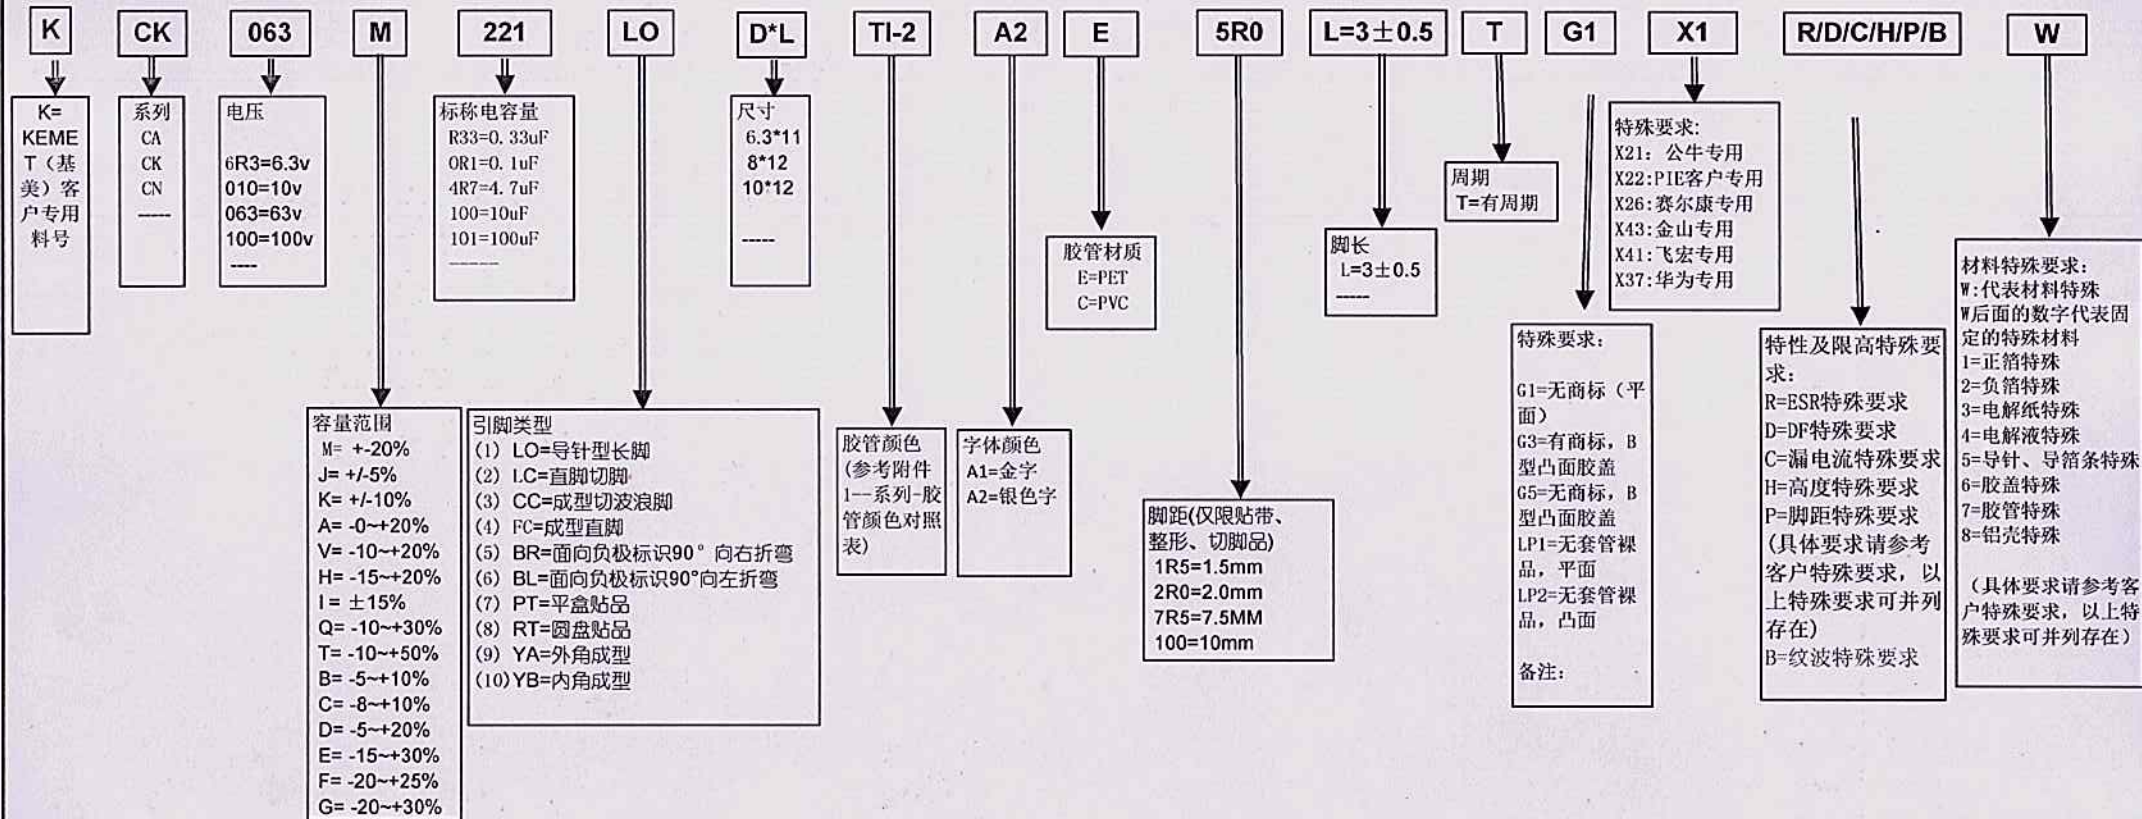 K
CK
063
M
221
LO
D*L
TI-2
A2
E
5R0
L=3±0.5
T
G1
X1
R/D/C/H/P/B
W
K=
KEME
T（基
美）客
户专用
料号
系列
CA
CK
CN
-----
电压
6R3=6.3v
010=10v
063=63v
100=100v
----
容量范围
M= +-20%
J= +/-5%
K= +/-10%
A= -0~+20%
V= -10~+20%
H= -15~+20%
I = ±15%
Q= -10~+30%
T= -10~+50%
B= -5~+10%
C= -8~+10%
D= -5~+20%
E= -15~+30%
F= -20~+25%
G= -20~+30%
标称电容量
R33=0.33uF
0R1=0.1uF
4R7=4.7uF
100=10uF
101=100uF
------
引脚类型
(1) LO=导针型长脚
(2) LC=直脚切脚
(3) CC=成型切波浪脚
(4) FC=成型直脚
(5) BR=面向负极标识90° 向右折弯
(6) BL=面向负极标识90°向左折弯
(7) PT=平盒贴品
(8) RT=圆盘贴品
(9) YA=外角成型
(10)YB=内角成型
尺寸
6.3*11
8*12
10*12
-----
胶管颜色
(参考附件
1--系列-胶
管颜色对照
表)
字体颜色
A1=金字
A2=银色字
胶管材质
E=PET
C=PVC
脚距(仅限贴带、
整形、切脚品)
1R5=1.5mm
2R0=2.0mm
7R5=7.5MM
100=10mm
脚长
L=3±0.5
-----
周期
T=有周期
特殊要求：
G1=无商标（平
面）
G3=有商标，B
型凸面胶盖
G5=无商标，B
型凸面胶盖
LP1=无套管裸
品，平面
LP2=无套管裸
品，凸面
备注：
特殊要求:
X21: 公牛专用
X22:PIE客户专用
X26:赛尔康专用
X43:金山专用
X41:飞宏专用
X37:华为专用
特性及限高特殊要
求：
R=ESR特殊要求
D=DF特殊要求
C=漏电流特殊要求
H=高度特殊要求
P=脚距特殊要求
(具体要求请参考
客户特殊要求，以
上特殊要求可并列
存在)
B=纹波特殊要求
材料特殊要求：
W:代表材料特殊
W后面的数字代表固
定的特殊材料
1=正箔特殊
2=负箔特殊
3=电解纸特殊
4=电解液特殊
5=导针、导箔条特殊
6=胶盖特殊
7=胶管特殊
8=铝壳特殊
（具体要求请参考客
户特殊要求，以上特
殊要求可并列存在）